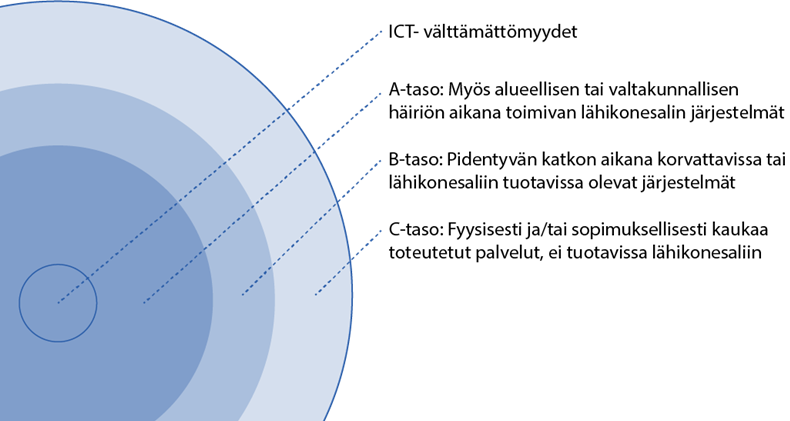 ICT- välttämättömyydet
A-taso: Myös alueellisen tai valtakunnallisen
häiriön aikana toimivan lähikonesalin järjestelmät
B-taso: Pidentyvän katkon aikana korvattavissa tai
lähikonesaliin tuotavissa olevat järjestelmät
C-taso: Fyysisesti ja/tai sopimuksellisesti kaukaa
toteutetut palvelut, ei tuotavissa lähikonesaliin